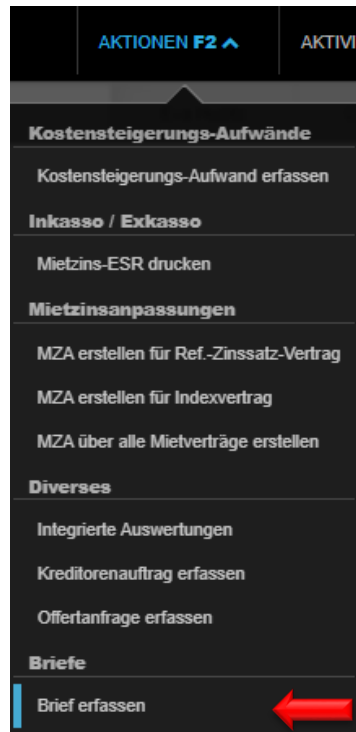 AKTIONEN F2 AKTIVI
Kostensteigerungs-Aufwände
Kostensteigerungs-Aufwand erfassen
Inkasso / Exkasso
Mietzins-ESR drucken
Mietzinsanpassungen
MZA erstellen für Ref.-Zinssatz-Vertrag
MZA erstellen für Indexvertrag
MZA über alle Mietverträge erstellen
Diverses
Integrierte Auswertungen
Kreditorenauftrag erfassen
Offertanfrage erfassen
Briefe
Brief erfassen